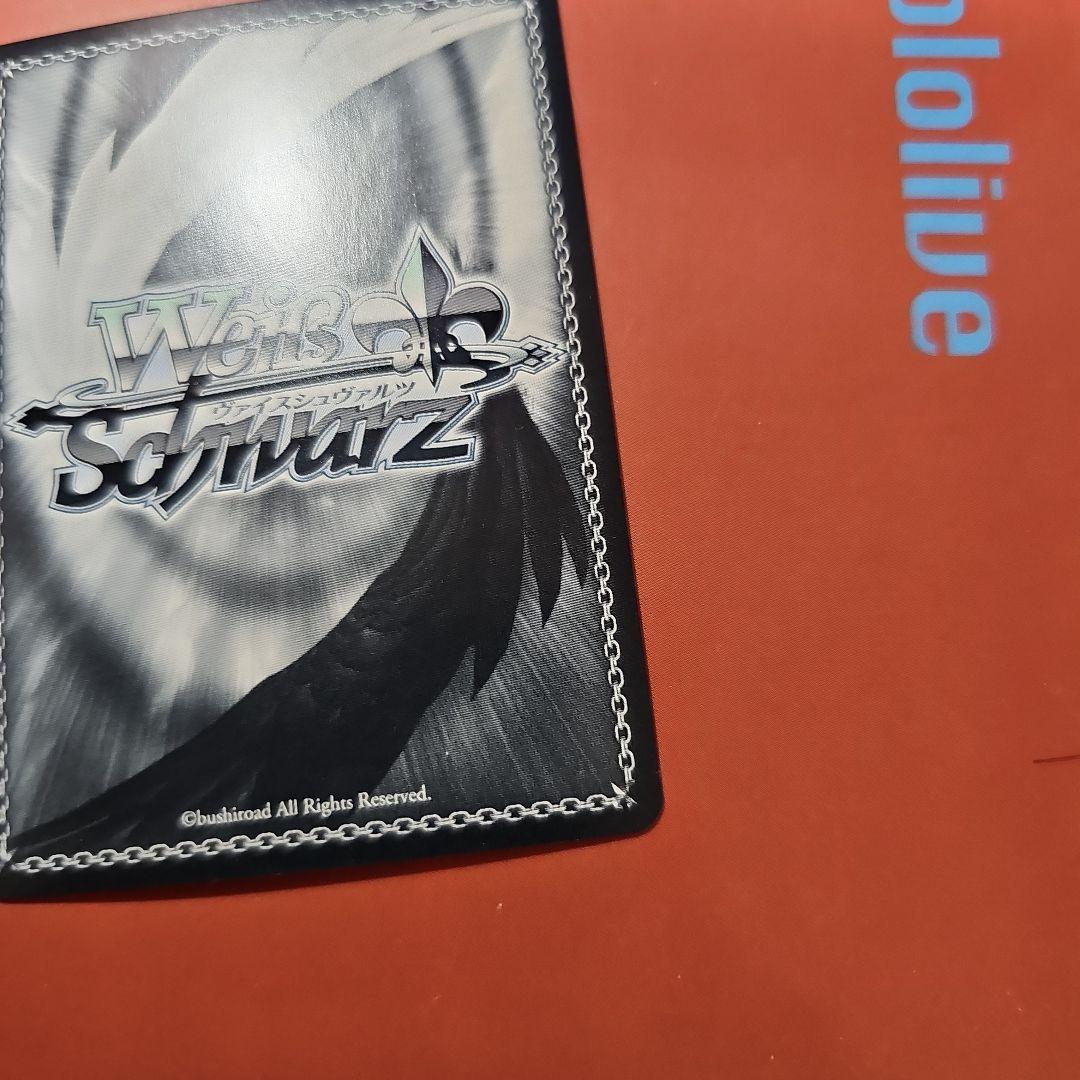 Weiß
ヴァイスシュヴァルツ
Schwarz
©bushiroad All Rights Reserved.
ololive